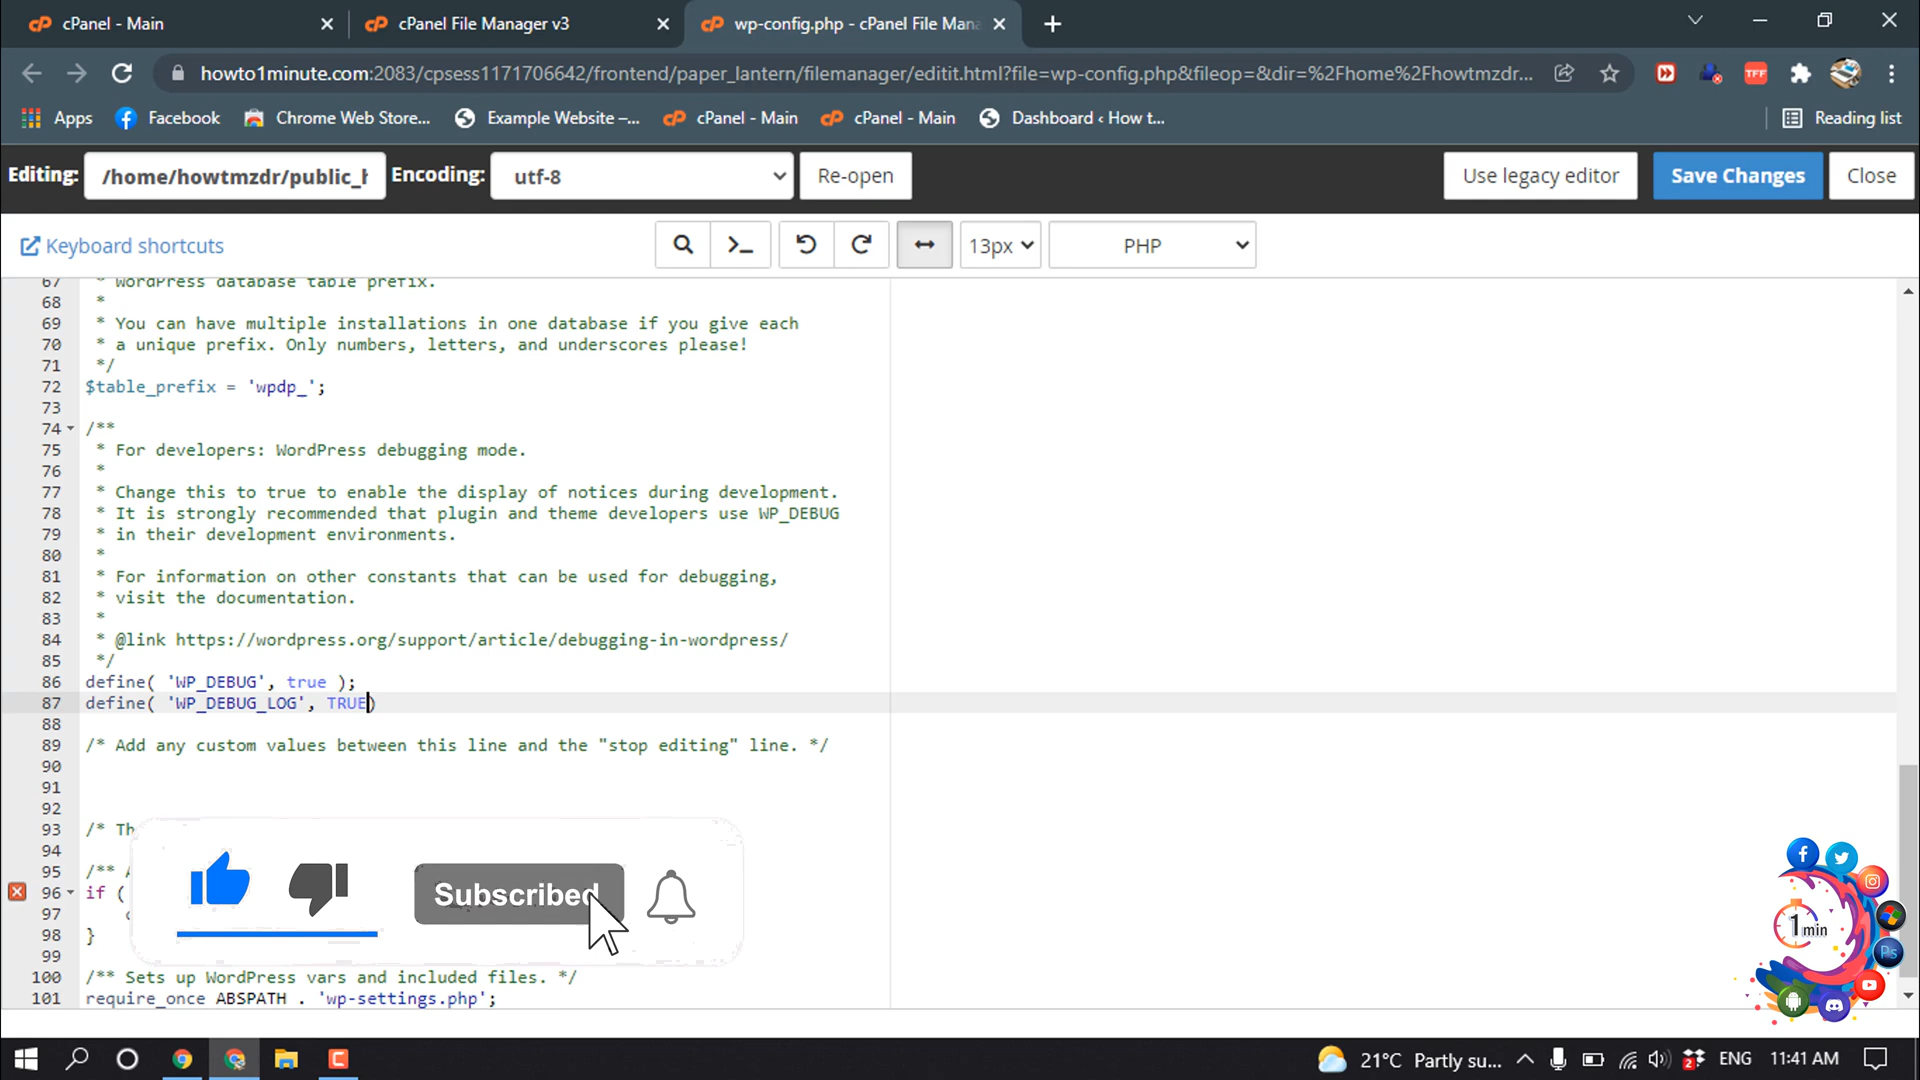 cPanel - Main
cPanel File Manager v3
wp-config.php - cPanel File Mana
howto1minute.com:2083/cpsess1171706642/frontend/paper_lantern/filemanager/editit.html?file=wp-config.php&fileop=&dir=%2Fhome%2Fhowtmzdr...
TFF
Apps
Facebook
Chrome Web Store...
Example Website –...
cPanel - Main
cPanel - Main
Dashboard ‹ How t...
Reading list
Editing:
/home/howtmzdr/public_h
Encoding:
utf-8
Re-open
Use legacy editor
Save Changes
Close
Keyboard shortcuts
13px
PHP
67 * WordPress database table prefix.
68 *
69 * You can have multiple installations in one database if you give each
70 * a unique prefix. Only numbers, letters, and underscores please!
71 */
72 $table_prefix = 'wpdp_';
73
74 /**
75 * For developers: WordPress debugging mode.
76 *
77 * Change this to true to enable the display of notices during development.
78 * It is strongly recommended that plugin and theme developers use WP_DEBUG
79 * in their development environments.
80 *
81 * For information on other constants that can be used for debugging,
82 * visit the documentation.
83 *
84 * @link https://wordpress.org/support/article/debugging-in-wordpress/
85 */
86 define( 'WP_DEBUG', true );
87 define( 'WP_DEBUG_LOG', TRUE)
88
89 /* Add any custom values between this line and the "stop editing" line. */
90
91
92
93 /* Th
94
95 /** A
96 if (
97
98 }
99
100 /** Sets up WordPress vars and included files. */
101 require_once ABSPATH . 'wp-settings.php';
Subscribed
1 min
Ps
21°C Partly su...
2
ENG
11:41 AM